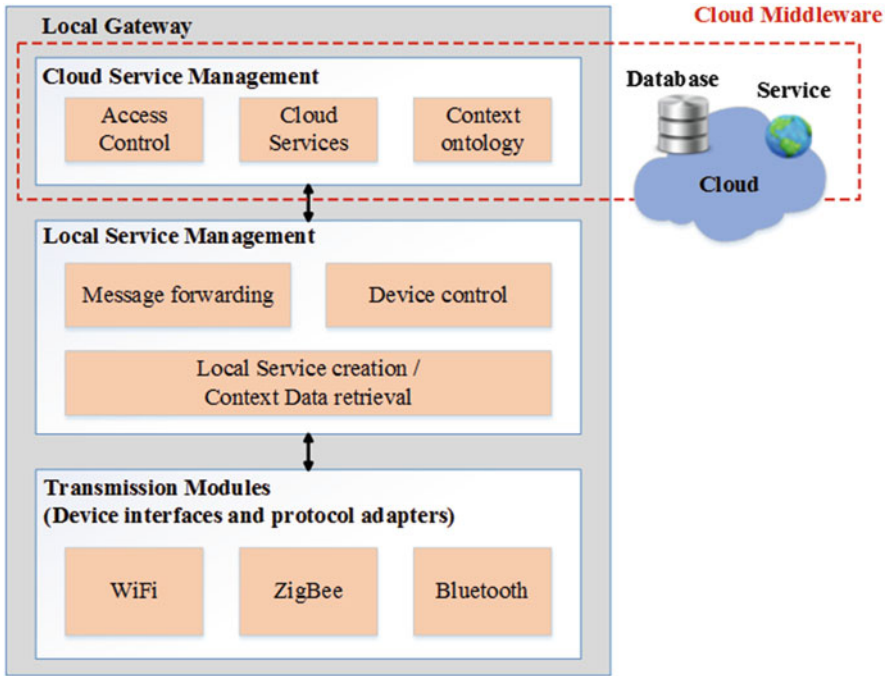 Cloud Middleware
Local Gateway
Cloud Service Management
Access
Control
Cloud
Services
Context
ontology
Database
Service
Cloud
Local Service Management
Message forwarding
Device control
Local Service creation /
Context Data retrieval
Transmission Modules
(Device interfaces and protocol adapters)
WiFi
ZigBee
Bluetooth